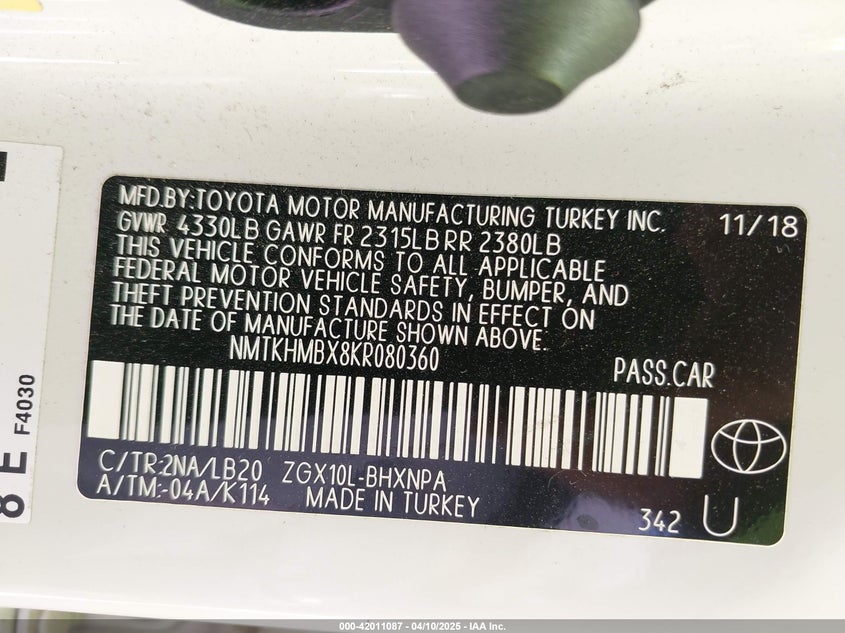 MFD.BY:TOYOTA MOTOR MANUFACTURING TURKEY INC. 11/18
GVWR 4330LB GAWR FR 2315LB RR 2380LB
THIS VEHICLE CONFORMS TO ALL APPLICABLE
FEDERAL MOTOR VEHICLE SAFETY, BUMPER, AND
THEFT PREVENTION STANDARDS IN EFFECT ON
THE DATE OF MANUFACTURE SHOWN ABOVE.
NMTKHMBX8KR080360
PASS.CAR
C/TR:2NA/LB20 ZGX10L-BHXNPA
A/TM:-04A/K114 MADE IN TURKEY
342 U
8 E F4030
000-42011087 - 04/10/2025 - IAA Inc.